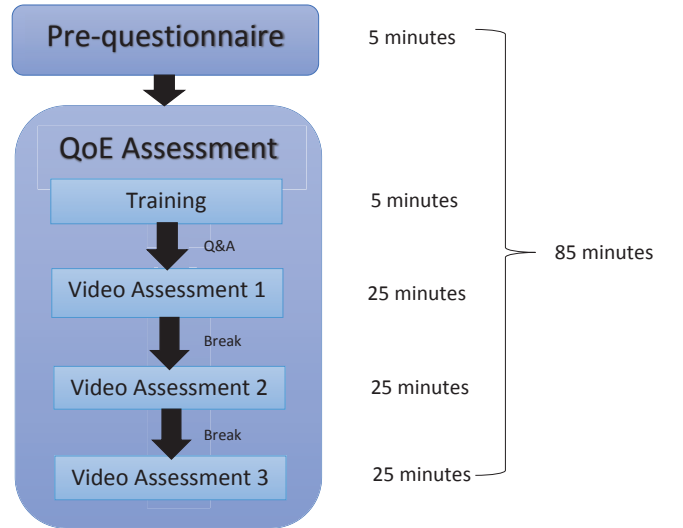 Pre-questionnaire 5 minutes
QoE Assessment
Training 5 minutes
Q&A
85 minutes
Video Assessment 1 25 minutes
Break
Video Assessment 2 25 minutes
Break
Video Assessment 3 25 minutes